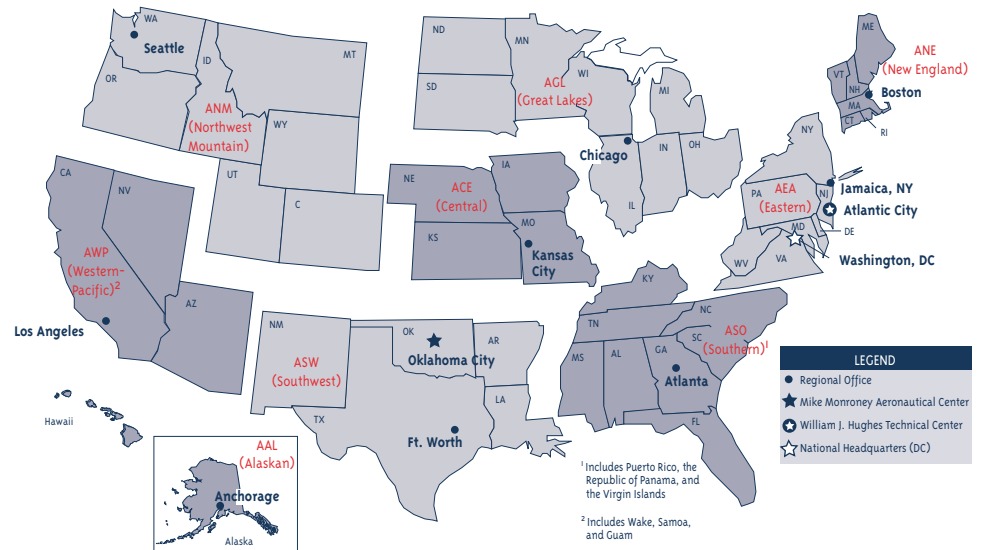 WA
Seattle
OR
ID
MT
ANM
(Northwest
Mountain)
WY
UT
C
ND
SD
MN
WI
AGL
(Great Lakes)
MI
Chicago
IL
IN
OH
ME
ANE
(New England)
VT
NH
Boston
MA
CT
RI
NY
Jamaica, NY
PA
AEA
(Eastern)
NJ
Atlantic City
MD
DE
WV
VA
Washington, DC
CA
NV
AWP
(Western-
Pacific)2
AZ
Los Angeles
Hawaii
NE
ACE
(Central)
IA
KS
MO
Kansas
City
KY
TN
NC
SC
ASO
(Southern)1
MS
AL
GA
Atlanta
FL
NM
ASW
(Southwest)
OK
Oklahoma City
AR
TX
LA
Ft. Worth
AAL
(Alaskan)
Anchorage
Alaska
LEGEND
Regional Office
Mike Monroney Aeronautical Center
William J. Hughes Technical Center
National Headquarters (DC)
1 Includes Puerto Rico, the
Republic of Panama, and
the Virgin Islands
2 Includes Wake, Samoa,
and Guam